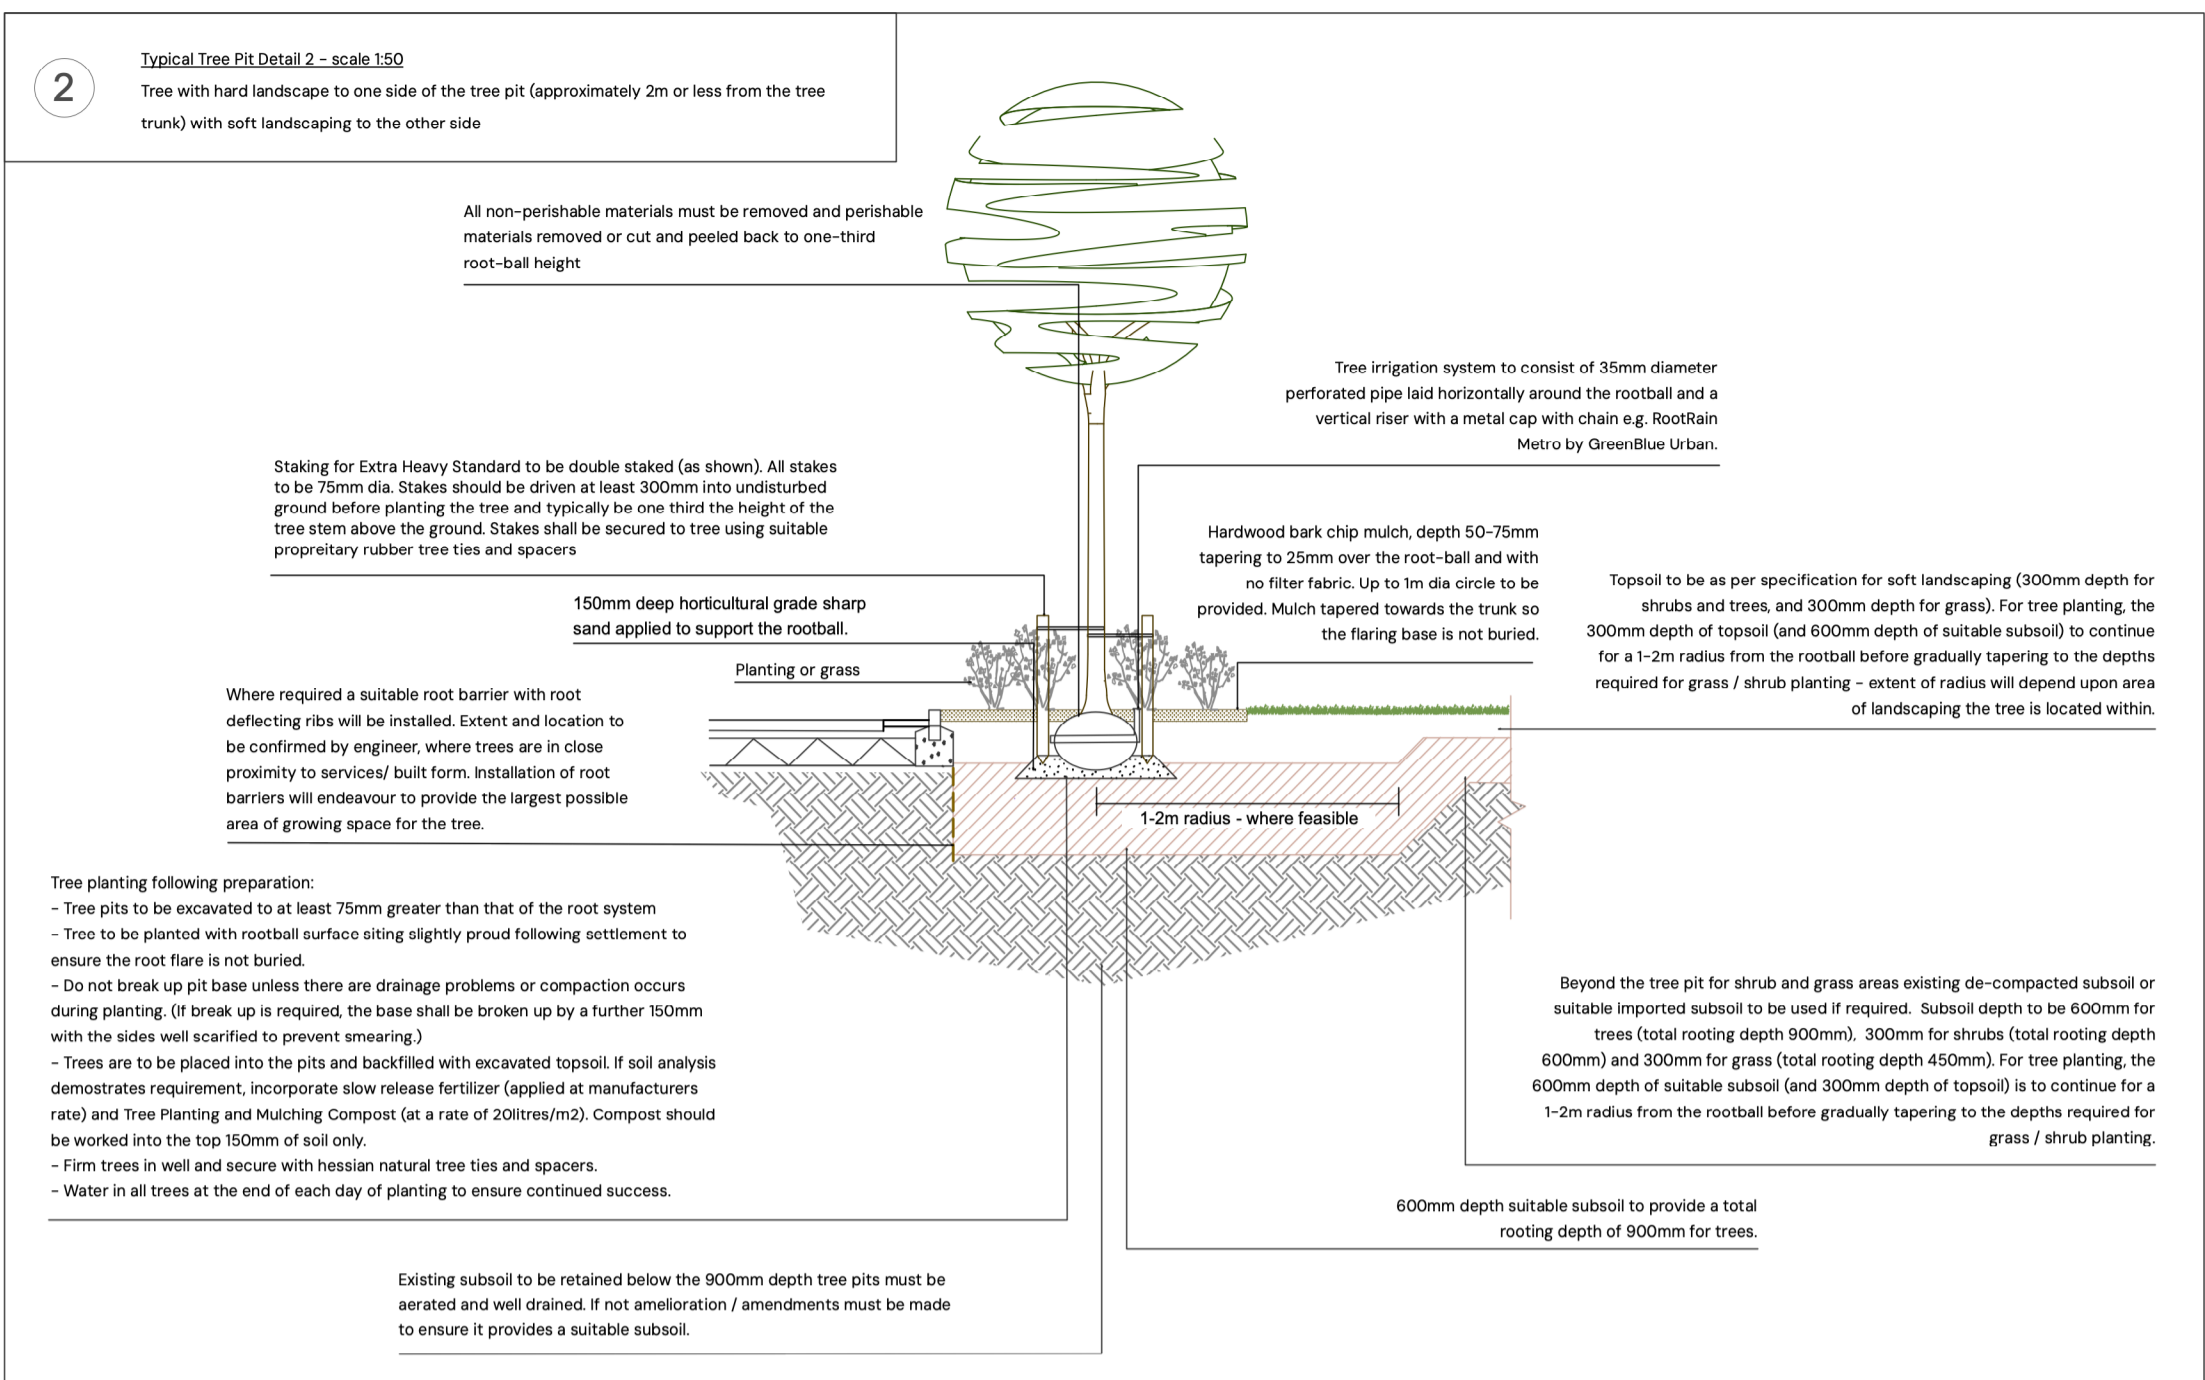 2
Typical Tree Pit Detail 2 - scale 1:50
Tree with hard landscape to one side of the tree pit (approximately 2m or less from the tree
trunk) with soft landscaping to the other side
All non-perishable materials must be removed and perishable
materials removed or cut and peeled back to one-third
root-ball height
Tree irrigation system to consist of 35mm diameter
perforated pipe laid horizontally around the rootball and a
vertical riser with a metal cap with chain e.g. RootRain
Metro by GreenBlue Urban.
Staking for Extra Heavy Standard to be double staked (as shown). All stakes
to be 75mm dia. Stakes should be driven at least 300mm into undisturbed
ground before planting the tree and typically be one third the height of the
tree stem above the ground. Stakes shall be secured to tree using suitable
propreitary rubber tree ties and spacers
Hardwood bark chip mulch, depth 50-75mm
tapering to 25mm over the root-ball and with
no filter fabric. Up to 1m dia circle to be
provided. Mulch tapered towards the trunk so
the flaring base is not buried.
Topsoil to be as per specification for soft landscaping (300mm depth for
shrubs and trees, and 300mm depth for grass). For tree planting, the
300mm depth of topsoil (and 600mm depth of suitable subsoil) to continue
for a 1-2m radius from the rootball before gradually tapering to the depths
required for grass / shrub planting - extent of radius will depend upon area
of landscaping the tree is located within.
150mm deep horticultural grade sharp
sand applied to support the rootball.
Planting or grass
Where required a suitable root barrier with root
deflecting ribs will be installed. Extent and location to
be confirmed by engineer, where trees are in close
proximity to services/ built form. Installation of root
barriers will endeavour to provide the largest possible
area of growing space for the tree.
1-2m radius - where feasible
Tree planting following preparation:
- Tree pits to be excavated to at least 75mm greater than that of the root system
- Tree to be planted with rootball surface siting slightly proud following settlement to
ensure the root flare is not buried.
- Do not break up pit base unless there are drainage problems or compaction occurs
during planting. (If break up is required, the base shall be broken up by a further 150mm
with the sides well scarified to prevent smearing.)
- Trees are to be placed into the pits and backfilled with excavated topsoil. If soil analysis
demostrates requirement, incorporate slow release fertilizer (applied at manufacturers
rate) and Tree Planting and Mulching Compost (at a rate of 20litres/m2). Compost should
be worked into the top 150mm of soil only.
- Firm trees in well and secure with hessian natural tree ties and spacers.
- Water in all trees at the end of each day of planting to ensure continued success.
Beyond the tree pit for shrub and grass areas existing de-compacted subsoil or
suitable imported subsoil to be used if required. Subsoil depth to be 600mm for
trees (total rooting depth 900mm), 300mm for shrubs (total rooting depth
600mm) and 300mm for grass (total rooting depth 450mm). For tree planting, the
600mm depth of suitable subsoil (and 300mm depth of topsoil) is to continue for a
1-2m radius from the rootball before gradually tapering to the depths required for
grass / shrub planting.
600mm depth suitable subsoil to provide a total
rooting depth of 900mm for trees.
Existing subsoil to be retained below the 900mm depth tree pits must be
aerated and well drained. If not amelioration / amendments must be made
to ensure it provides a suitable subsoil.